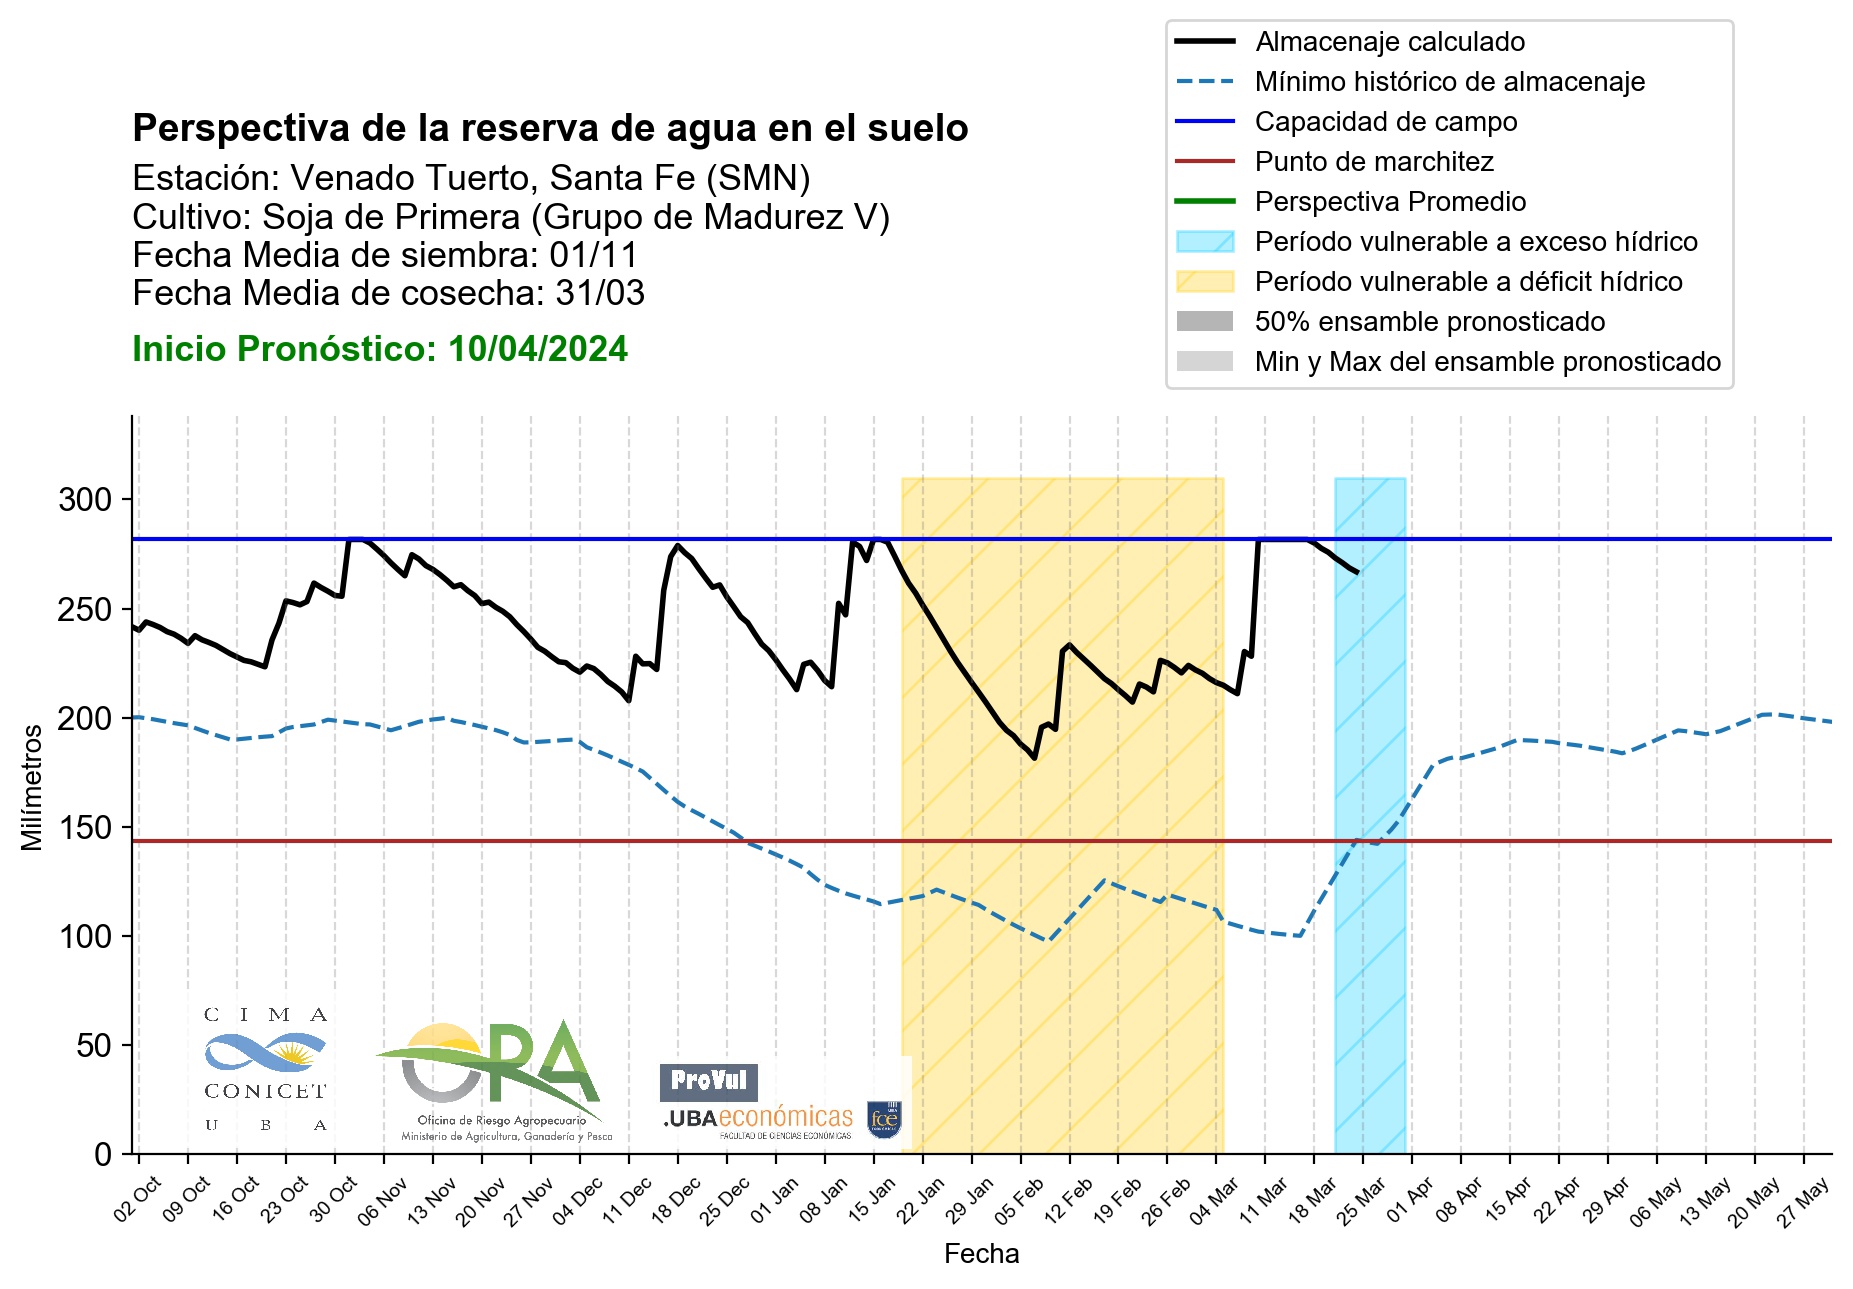 Almacenaje calculado
Mínimo histórico de almacenaje
Capacidad de campo
Punto de marchitez
Perspectiva Promedio
Período vulnerable a exceso hídrico
Período vulnerable a déficit hídrico
50% ensamble pronosticado
Min y Max del ensamble pronosticado
Perspectiva de la reserva de agua en el suelo
Estación: Venado Tuerto, Santa Fe (SMN)
Cultivo: Soja de Primera (Grupo de Madurez V)
Fecha Media de siembra: 01/11
Fecha Media de cosecha: 31/03
Inicio Pronóstico: 10/04/2024
Milímetros
300
250
200
150
100
50
0
CIMA
CONICET
UBA
ORA
Oficina de Riesgo Agropecuario
Ministerio de Agricultura, Ganadería y Pesca
ProVul
.UBAeconómicas
FACULTAD DE CIENCIAS ECONÓMICAS
fce
02 Oct
09 Oct
16 Oct
23 Oct
30 Oct
06 Nov
13 Nov
20 Nov
27 Nov
04 Dec
11 Dec
18 Dec
25 Dec
01 Jan
08 Jan
15 Jan
22 Jan
29 Jan
05 Feb
12 Feb
19 Feb
26 Feb
04 Mar
11 Mar
18 Mar
25 Mar
01 Apr
08 Apr
15 Apr
22 Apr
29 Apr
06 May
13 May
20 May
27 May
Fecha